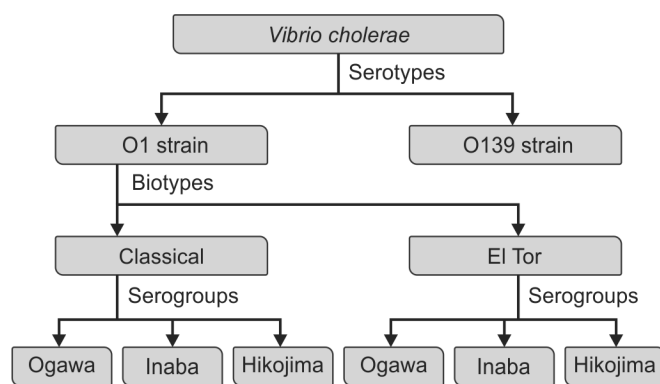 Vibrio cholerae
Serotypes
O1 strain
O139 strain
Biotypes
Classical
El Tor
Serogroups
Serogroups
Ogawa
Inaba
Hikojima
Ogawa
Inaba
Hikojima